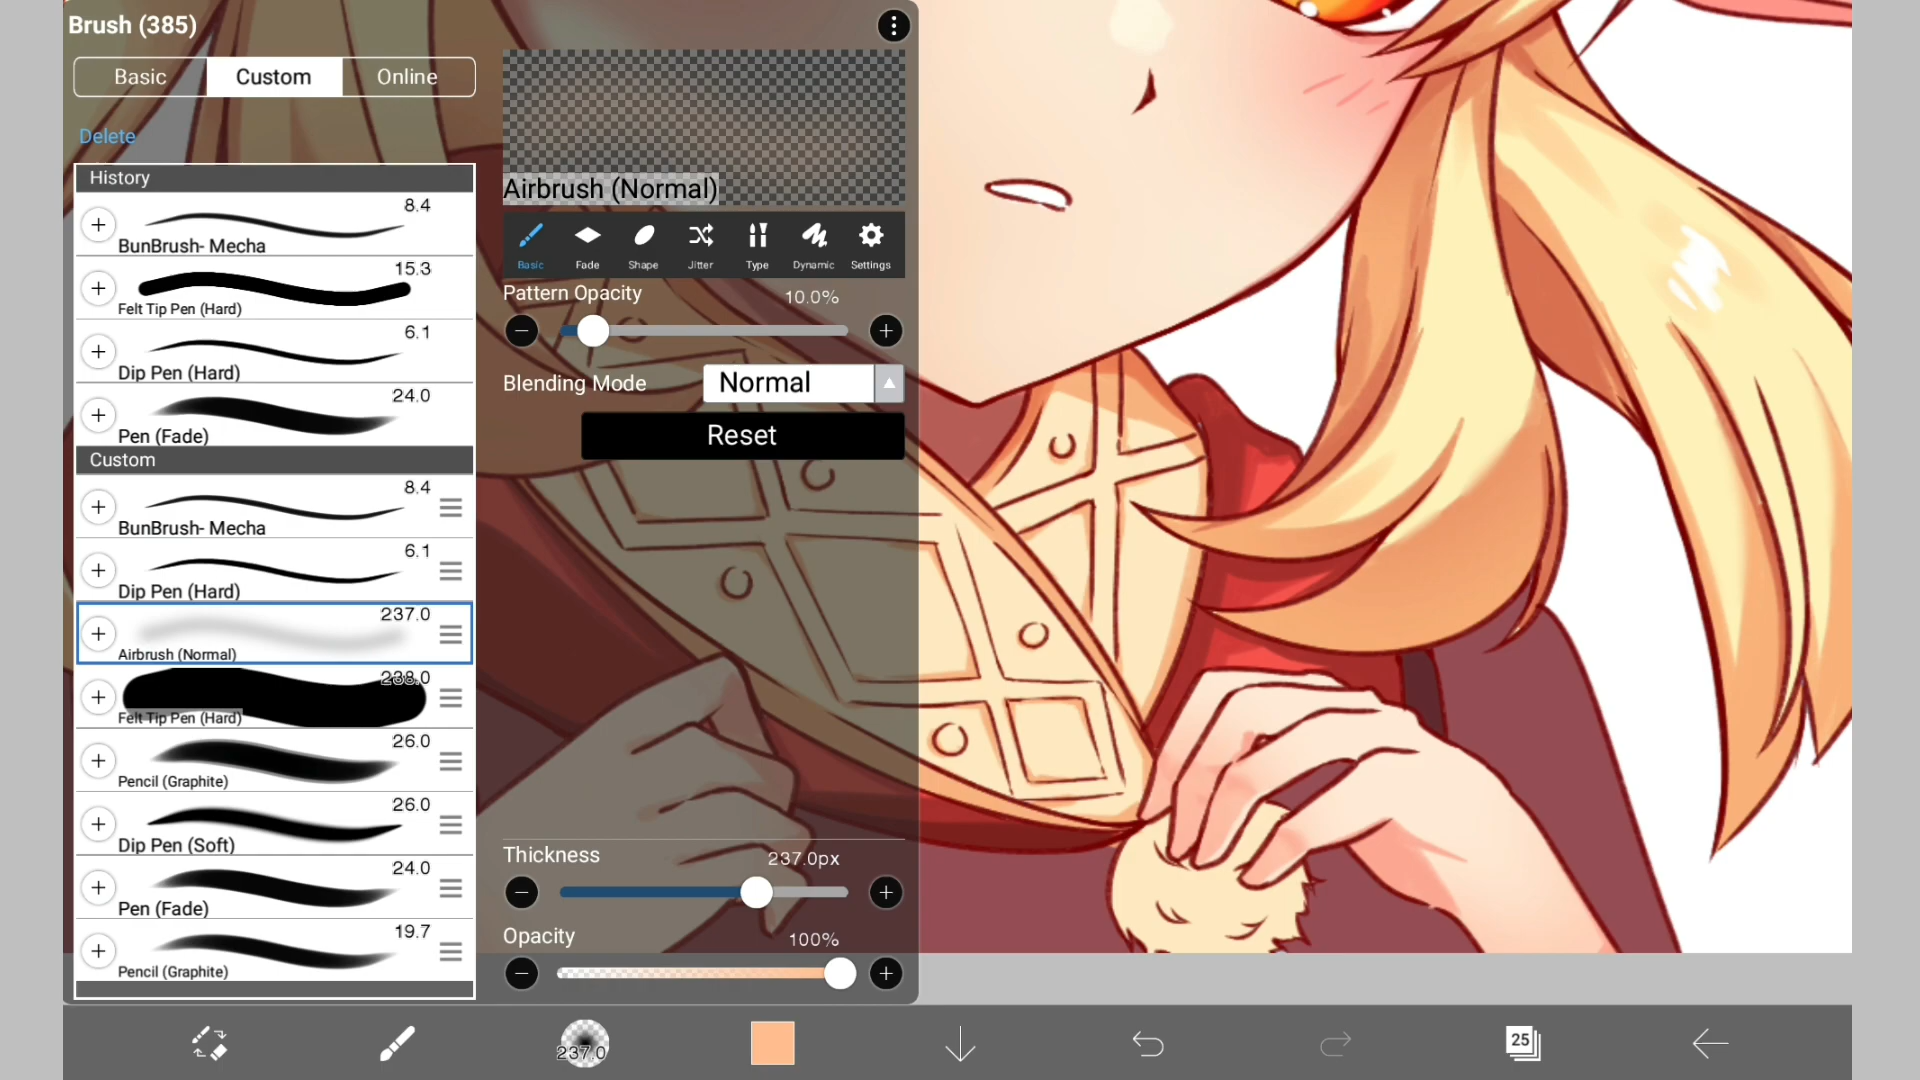 Brush (385)
Basic Custom Online
Delete
History
8.4
BunBrush- Mecha
15.3
Felt Tip Pen (Hard)
6.1
Dip Pen (Hard)
24.0
Pen (Fade)
Custom
8.4
BunBrush- Mecha
6.1
Dip Pen (Hard)
237.0
Airbrush (Normal)
238.0
Felt Tip Pen (Hard)
26.0
Pencil (Graphite)
26.0
Dip Pen (Soft)
24.0
Pen (Fade)
19.7
Pencil (Graphite)
Airbrush (Normal)
Basic Fade Shape Jitter Type Dynamic Settings
Pattern Opacity 10.0%
Blending Mode Normal
Reset
Thickness 237.0px
Opacity 100%
237.0
25